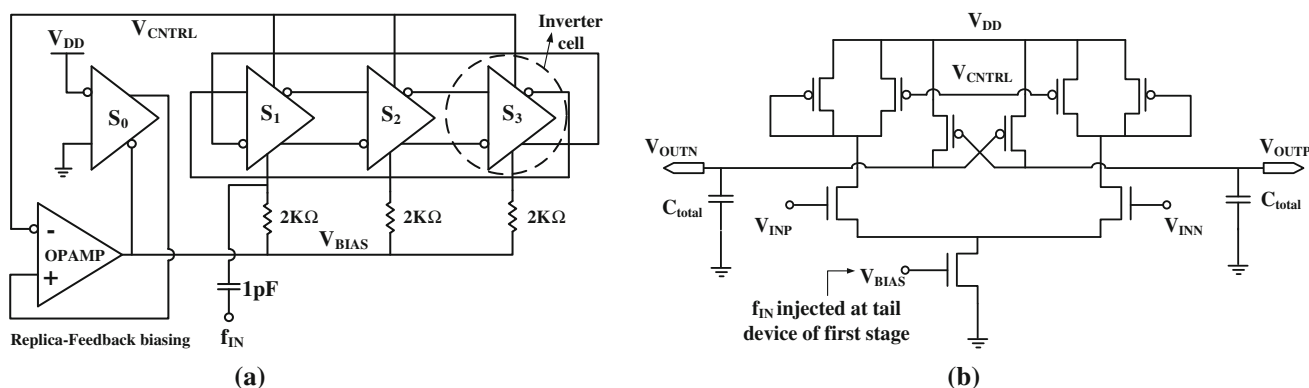 V_CNTRL
V_DD
S_0
S_1
S_2
S_3
Inverter
cell
2KΩ
2KΩ
2KΩ
V_BIAS
-
OPAMP
+
1pF
f_IN
Replica-Feedback biasing
(a)
V_DD
V_CNTRL
V_OUTN
V_OUTP
C_total
C_total
V_INP
V_INN
V_BIAS
f_IN injected at tail
device of first stage
(b)